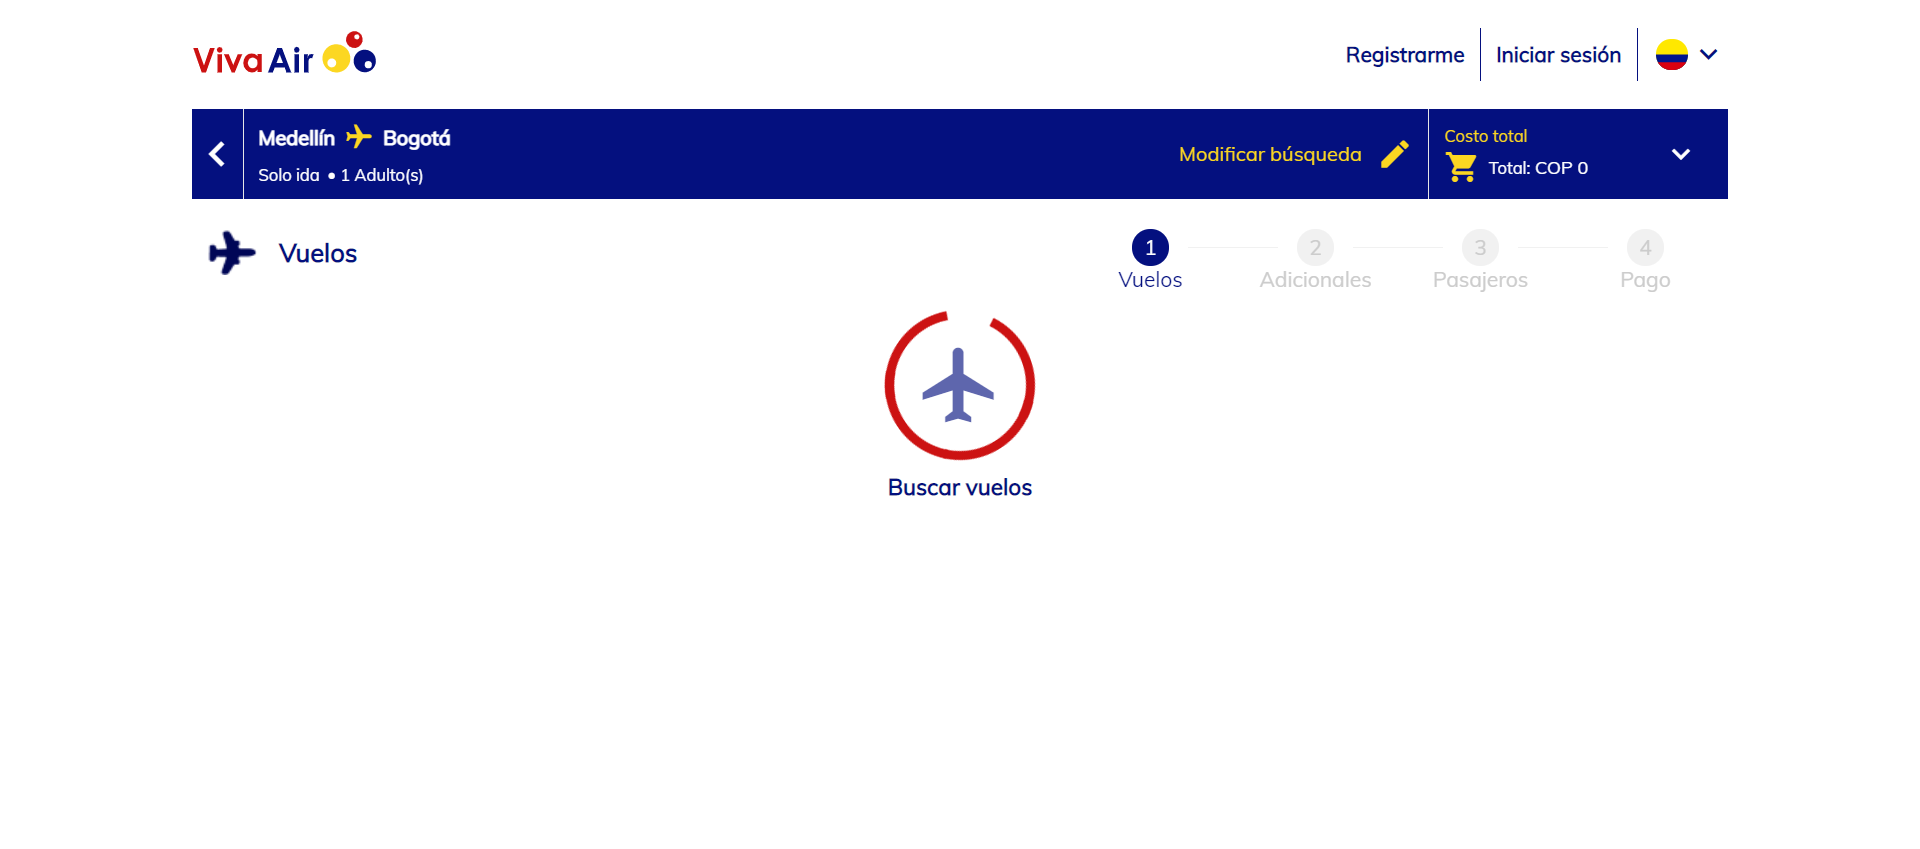 Viva Air
Registrarme
Iniciar sesión
Medellín Bogotá
Solo ida • 1 Adulto(s)
Modificar búsqueda
Costo total
Total: COP 0
Vuelos
1
Vuelos
2
Adicionales
3
Pasajeros
4
Pago
Buscar vuelos